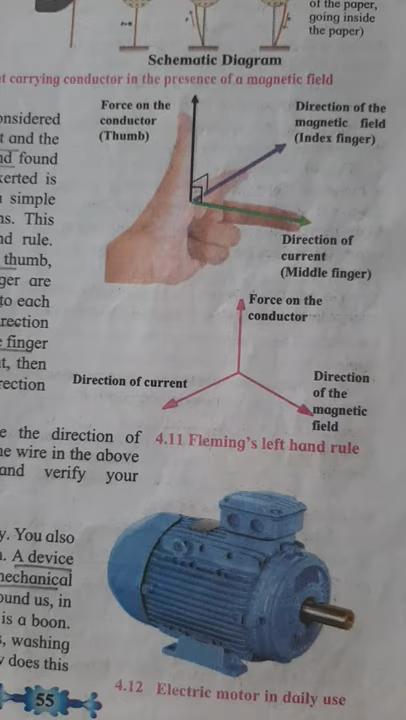 of the paper,
going inside
the paper)
Schematic Diagram
t carrying conductor in the presence of a magnetic field
Force on the
conductor
(Thumb)
Direction of the
magnetic field
(Index finger)
Direction of
current
(Middle finger)
onsidered
t and the
nd found
xerted is
simple
ns. This
nd rule.
thumb,
ger are
to each
rection
finger
t, then
rection
Force on the
conductor
Direction of current
Direction
of the
magnetic
field
e the direction of
ne wire in the above
and verify your
4.11 Fleming's left hand rule
y. You also
. A device
mechanical
ound us, in
is a boon.
s, washing
y does this
4.12 Electric motor in daily use
55